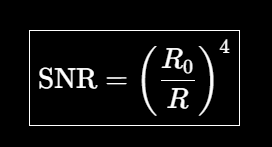 SNR = (R₀/R)⁴